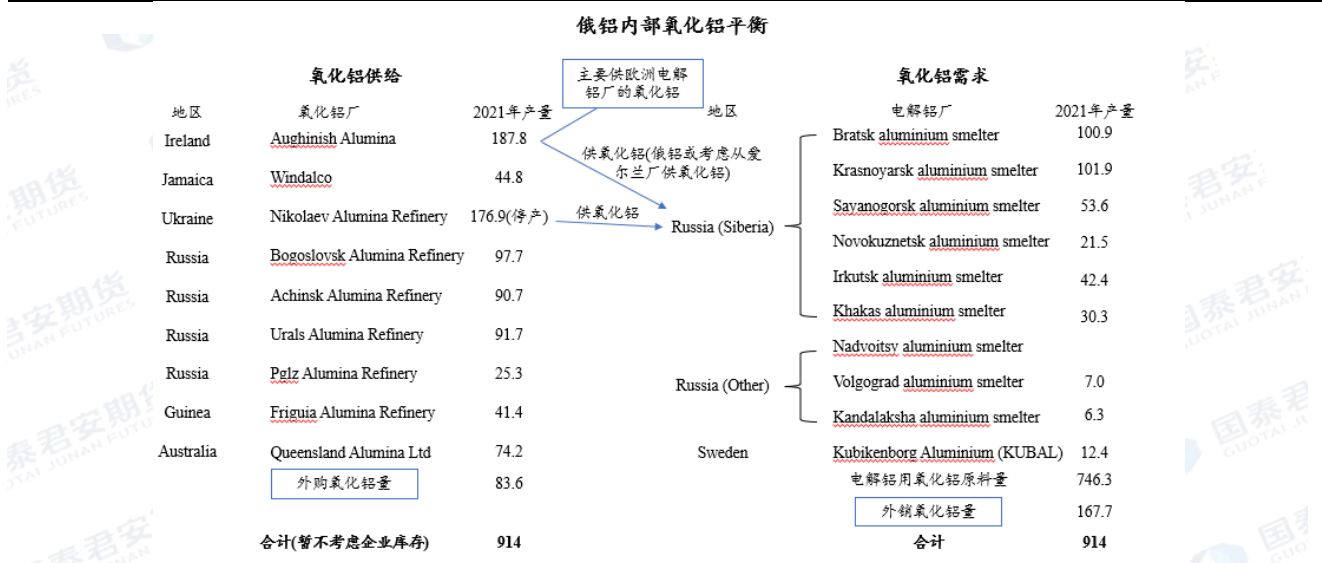 俄铝内部氧化铝平衡
氧化铝供给
主要供欧洲电解
铝厂的氧化铝
氧化铝需求
地区 氧化铝厂 2021年产量 地区 电解铝厂 2021年产量
Ireland Aughinish Alumina 187.8 Bratsk aluminium smelter 100.9
供氧化铝(俄铝或考虑从爱
尔兰厂供氧化铝)
Jamaica Windalco 44.8 Krasnoyarsk aluminium smelter 101.9
Sayanogorsk aluminium smelter 53.6
Ukraine Nikolaev Alumina Refinery 176.9(停产) 供氧化铝 Russia (Siberia)
Novokuznetsk aluminium smelter 21.5
Russia Bogoslovsk Alumina Refinery 97.7
Irkutsk aluminium smelter 42.4
Russia Achinsk Alumina Refinery 90.7
Khakas aluminium smelter 30.3
Russia Urals Alumina Refinery 91.7
Nadvoitsy aluminium smelter
Russia Pglz Alumina Refinery 25.3 Russia (Other) Volgograd aluminium smelter 7.0
Guinea Friguia Alumina Refinery 41.4 Kandalaksha aluminium smelter 6.3
Australia Queensland Alumina Ltd 74.2 Sweden Kubikenborg Aluminium (KUBAL) 12.4
外购氧化铝量 83.6 电解铝用氧化铝原料量 746.3
外销氧化铝量 167.7
合计(暂不考虑企业库存) 914 合计 914